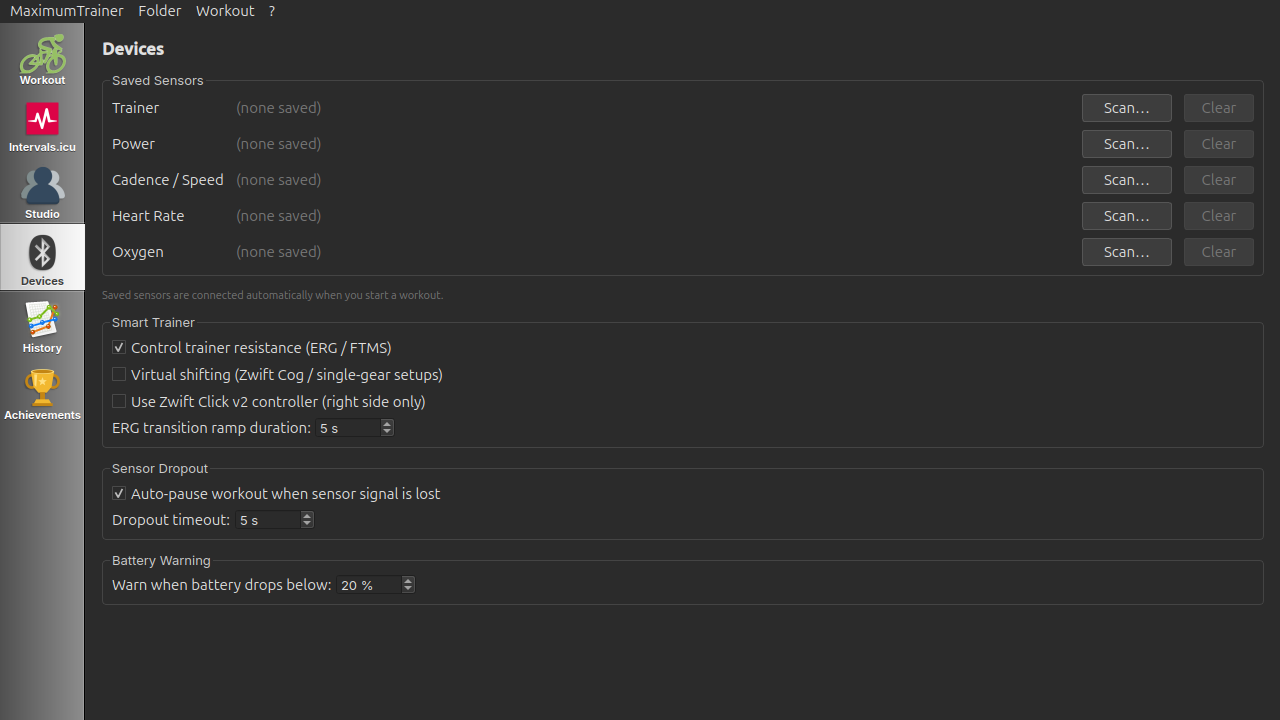 MaximumTrainer Folder Workout ?
Workout
Intervals.icu
Studio
Devices
History
Achievements
Devices
Saved Sensors
Trainer (none saved) Scan... Clear
Power (none saved) Scan... Clear
Cadence / Speed (none saved) Scan... Clear
Heart Rate (none saved) Scan... Clear
Oxygen (none saved) Scan... Clear
Saved sensors are connected automatically when you start a workout.
Smart Trainer
Control trainer resistance (ERG / FTMS)
Virtual shifting (Zwift Cog / single-gear setups)
Use Zwift Click v2 controller (right side only)
ERG transition ramp duration: 5 s
Sensor Dropout
Auto-pause workout when sensor signal is lost
Dropout timeout: 5 s
Battery Warning
Warn when battery drops below: 20 %